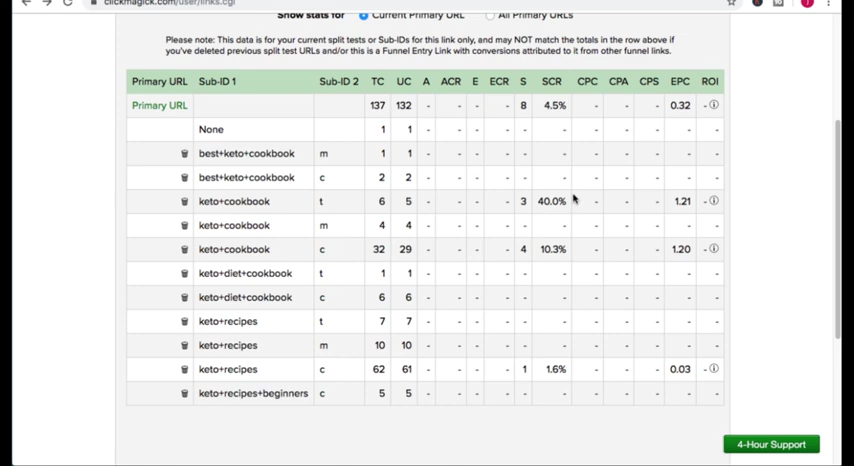 clickmagick.com/user/links.cgi
Show stats for Current Primary URL All Primary URLs
Please note: This data is for your current split tests or Sub-IDs for this link only, and may NOT match the totals in the row above if
you've deleted previous split test URLs and/or this is a Funnel Entry Link with conversions attributed to it from other funnel links.
Primary URL Sub-ID 1 Sub-ID 2 TC UC A ACR E ECR S SCR CPC CPA CPS EPC ROI
Primary URL 137 132 - - - - 8 4.5% - - - 0.32 -
None 1 1 - - - - - - - - - - -
best+keto+cookbook m 1 1 - - - - - - - - - - -
best+keto+cookbook c 2 2 - - - - - - - - - - -
keto+cookbook t 6 5 - - - - 3 40.0% - - - 1.21 -
keto+cookbook m 4 4 - - - - - - - - - - -
keto+cookbook c 32 29 - - - - 4 10.3% - - - 1.20 -
keto+diet+cookbook t 1 1 - - - - - - - - - - -
keto+diet+cookbook c 6 6 - - - - - - - - - - -
keto+recipes t 7 7 - - - - - - - - - - -
keto+recipes m 10 10 - - - - - - - - - - -
keto+recipes c 62 61 - - - - 1 1.6% - - - 0.03 -
keto+recipes+beginners c 5 5 - - - - - - - - - - -
4-Hour Support